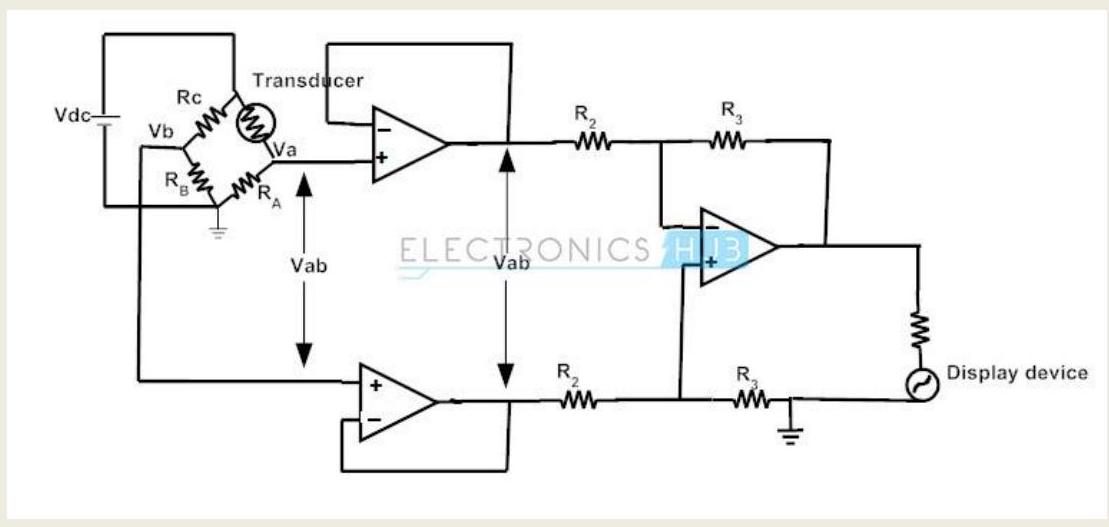 Transducer
Rc
Vdc
Vb
Va
R_B
R_A
R_2
R_3
ELECTRONICS HUB
Vab
Vab
R_2
R_3
Display device